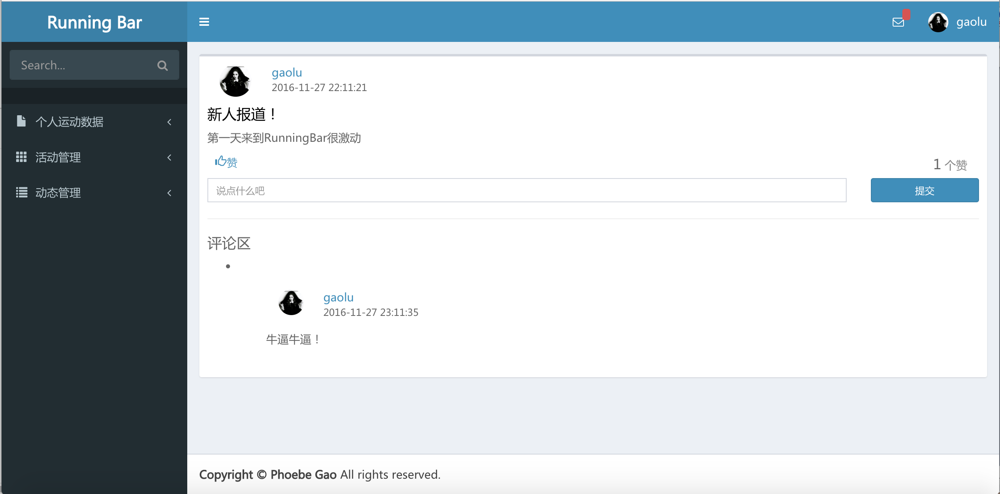 Running Bar
gaolu
Search...
个人运动数据
活动管理
动态管理
gaolu
2016-11-27 22:11:21
新人报道！
第一天来到RunningBar很激动
赞
1 个赞
说点什么吧
提交
评论区
gaolu
2016-11-27 23:11:35
牛逼牛逼！
Copyright © Phoebe Gao All rights reserved.